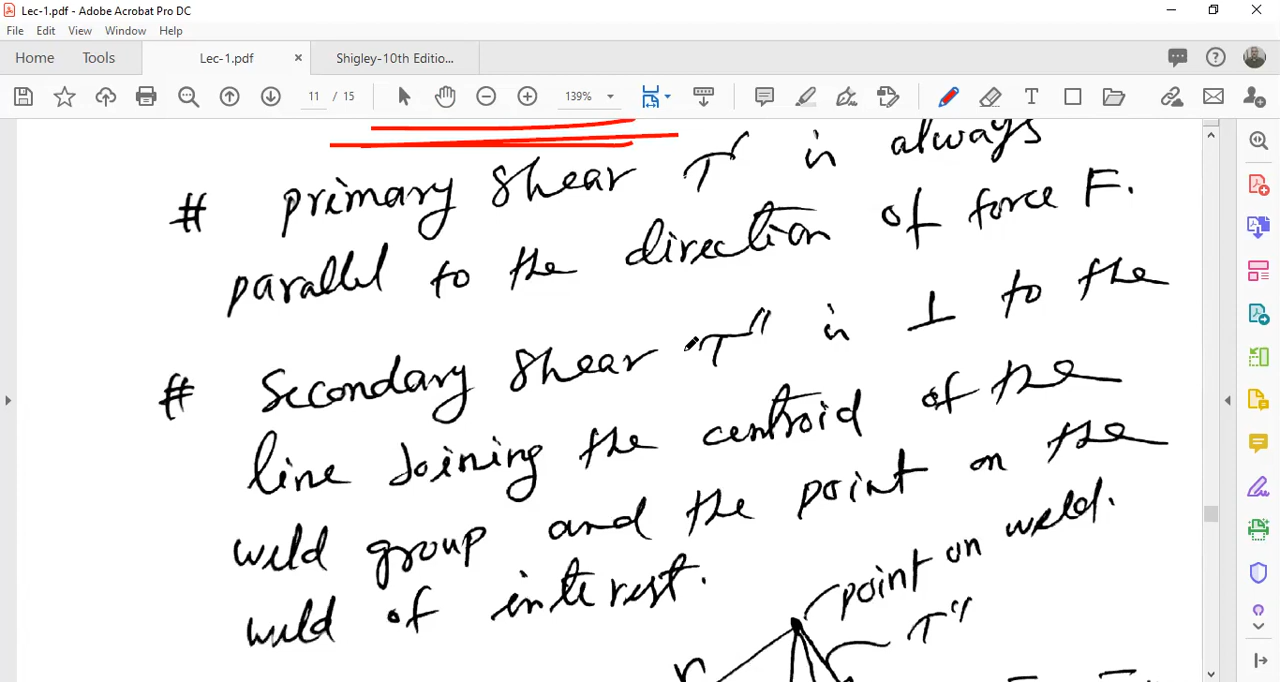 Lec-1.pdf - Adobe Acrobat Pro DC
File Edit View Window Help
Home Tools Lec-1.pdf × Shigley-10th Editio...
11 / 15 139%
# primary shear τ′ is always
parallel to the direction of force F.
# Secondary shear τ″ is ⊥ to the
line Joining the centroid of the
weld group and the point on the
weld of interest.
point on weld.
τ″
r